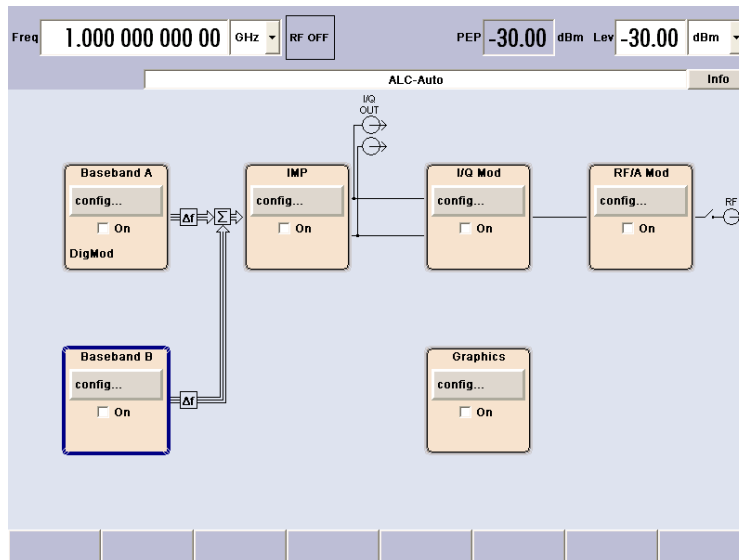 Freq 1.000 000 000 00 GHz RF OFF PEP -30.00 dBm Lev -30.00 dBm
ALC-Auto Info
I/Q
OUT
Baseband A IMP I/Q Mod RF/A Mod
config... config... config... config...
RF
Δf Σ
On On On On
DigMod
Baseband B Graphics
config... config...
Δf
On On